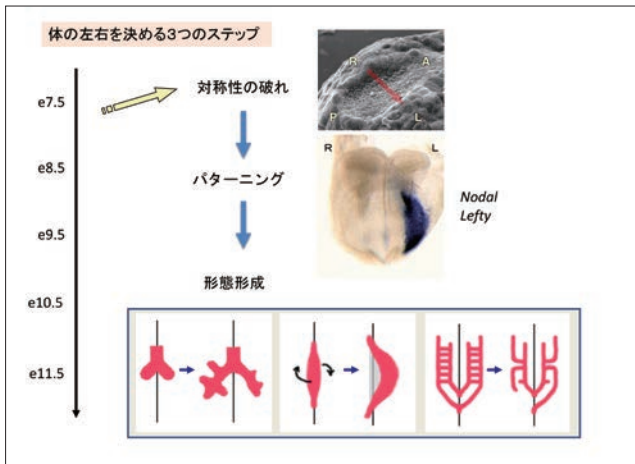 体の左右を決める3つのステップ
e7.5
対称性の破れ
R
A
P
L
e8.5
パターニング
R
L
Nodal
Lefty
e9.5
形態形成
e10.5
e11.5